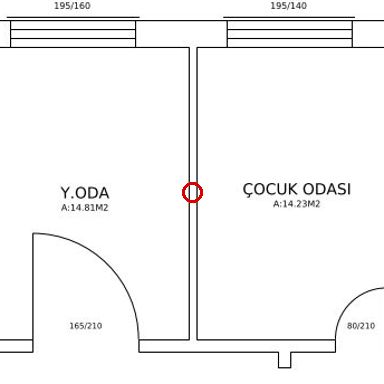 195/160
195/140
Y.ODA
A:14.81M2
ÇOCUK ODASI
A:14.23M2
165/210
80/210